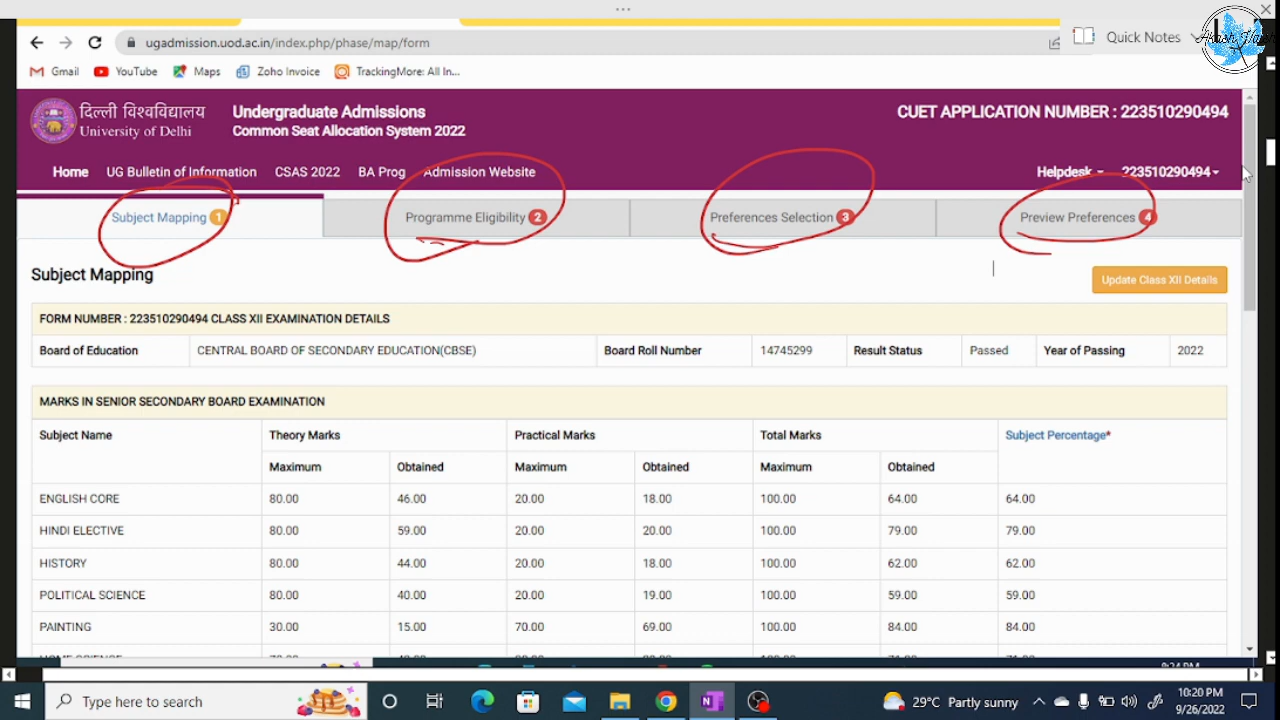 Quick Notes
ugadmission.uod.ac.in/index.php/phase/map/form
Gmail YouTube Maps Zoho Invoice TrackingMore: All In...
दिल्ली विश्वविद्यालय
University of Delhi
Undergraduate Admissions
Common Seat Allocation System 2022
CUET APPLICATION NUMBER : 223510290494
Home UG Bulletin of Information CSAS 2022 BA Prog Admission Website Helpdesk 223510290494
Subject Mapping 1 Programme Eligibility 2 Preferences Selection 3 Preview Preferences 4
Subject Mapping
Update Class XII Details
FORM NUMBER : 223510290494 CLASS XII EXAMINATION DETAILS
Board of Education CENTRAL BOARD OF SECONDARY EDUCATION(CBSE) Board Roll Number 14745299 Result Status Passed Year of Passing 2022
MARKS IN SENIOR SECONDARY BOARD EXAMINATION
Subject Name Theory Marks Practical Marks Total Marks Subject Percentage*
Maximum Obtained Maximum Obtained Maximum Obtained
ENGLISH CORE 80.00 46.00 20.00 18.00 100.00 64.00 64.00
HINDI ELECTIVE 80.00 59.00 20.00 20.00 100.00 79.00 79.00
HISTORY 80.00 44.00 20.00 18.00 100.00 62.00 62.00
POLITICAL SCIENCE 80.00 40.00 20.00 19.00 100.00 59.00 59.00
PAINTING 30.00 15.00 70.00 69.00 100.00 84.00 84.00
Type here to search
29°C Partly sunny
10:20 PM
9/26/2022